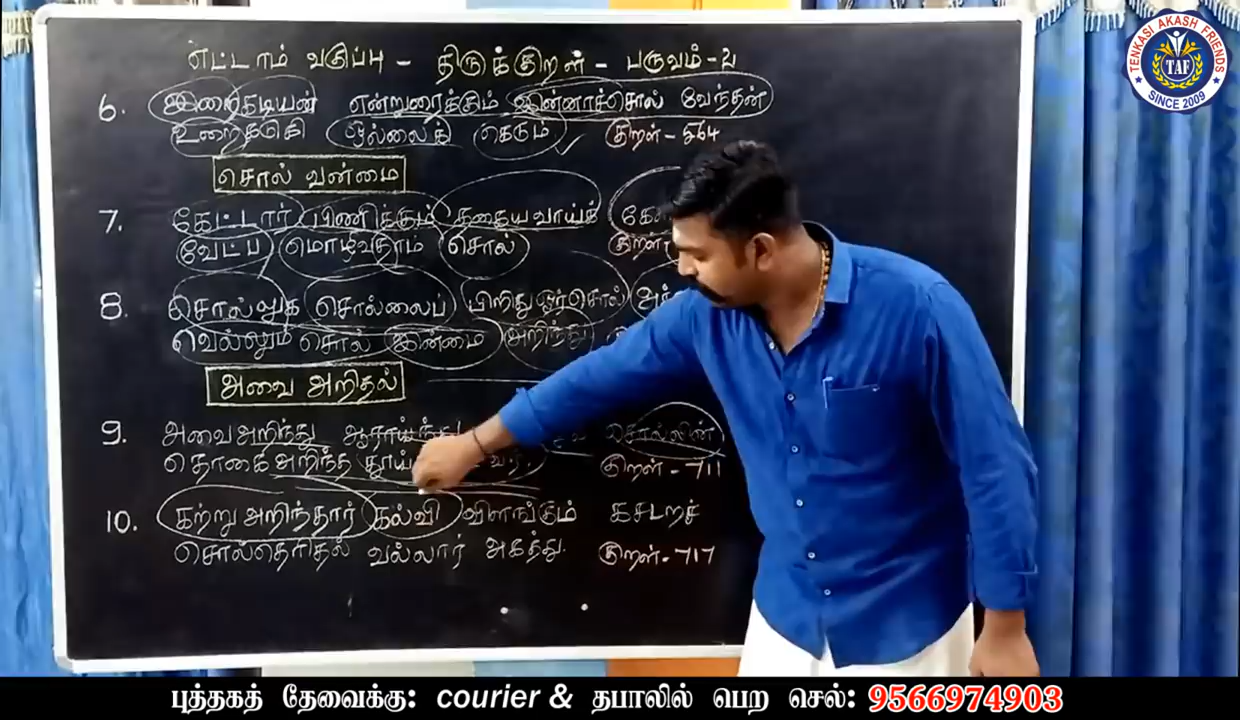 எட்டாம் வகுப்பு - திருக்குறள் - பருவம்-2
6. இறைகடியன் என்றுரைக்கும் இன்னாச்சொல் வேந்தன்
உறைகடுகி ஒல்லைக் கெடும் குறள் - 564
சொல் வன்மை
7. கேட்டார் பிணிக்கும் தகையவாய்க்
வேட்ப மொழிவதாம் சொல் குறள்
8. சொல்லுக சொல்லைப் பிறிது ஓர்சொல்
வெல்லும் சொல் இன்மை அறிந்து
அவை அறிதல்
9. அவை அறிந்து சொல்லின்
தொகை அறிந்த குறள் - 711
10. கற்று அறிந்தார் கல்வி விளங்கும் கசடறச்
சொல்தெரிதல் வல்லார் அகத்து. குறள் - 717
TENKASI AKASH FRIENDS
TAF
SINCE 2009
புத்தகத் தேவைக்கு: courier & தபாலில் பெற செல்: 9566974903